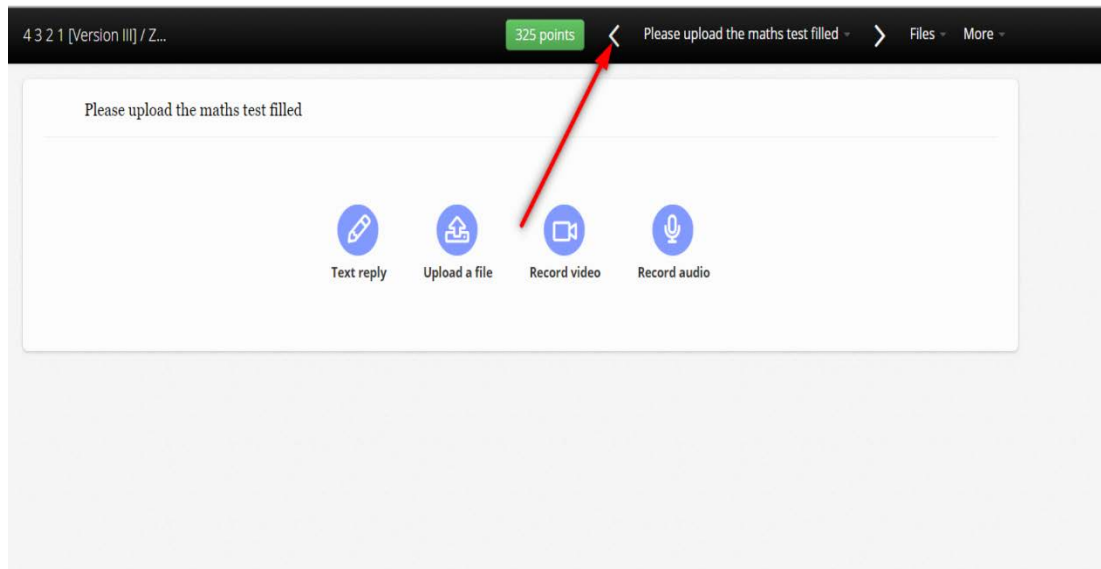 4 3 2 1 [Version III] / Z... 325 points Please upload the maths test filled Files More
Please upload the maths test filled
Text reply Upload a file Record video Record audio